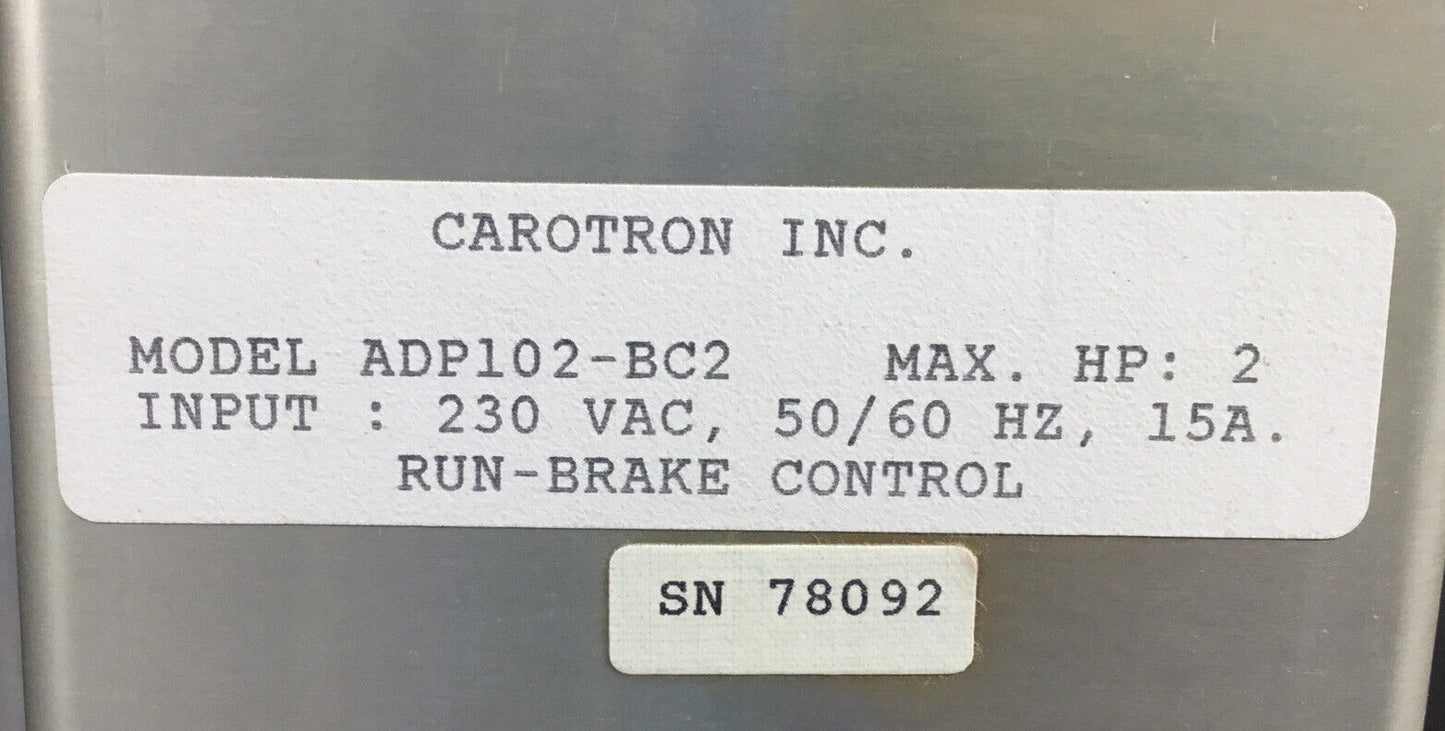 CAROTRON INC.
MODEL ADP102-BC2 MAX. HP: 2
INPUT : 230 VAC, 50/60 HZ, 15A.
RUN-BRAKE CONTROL
SN 78092